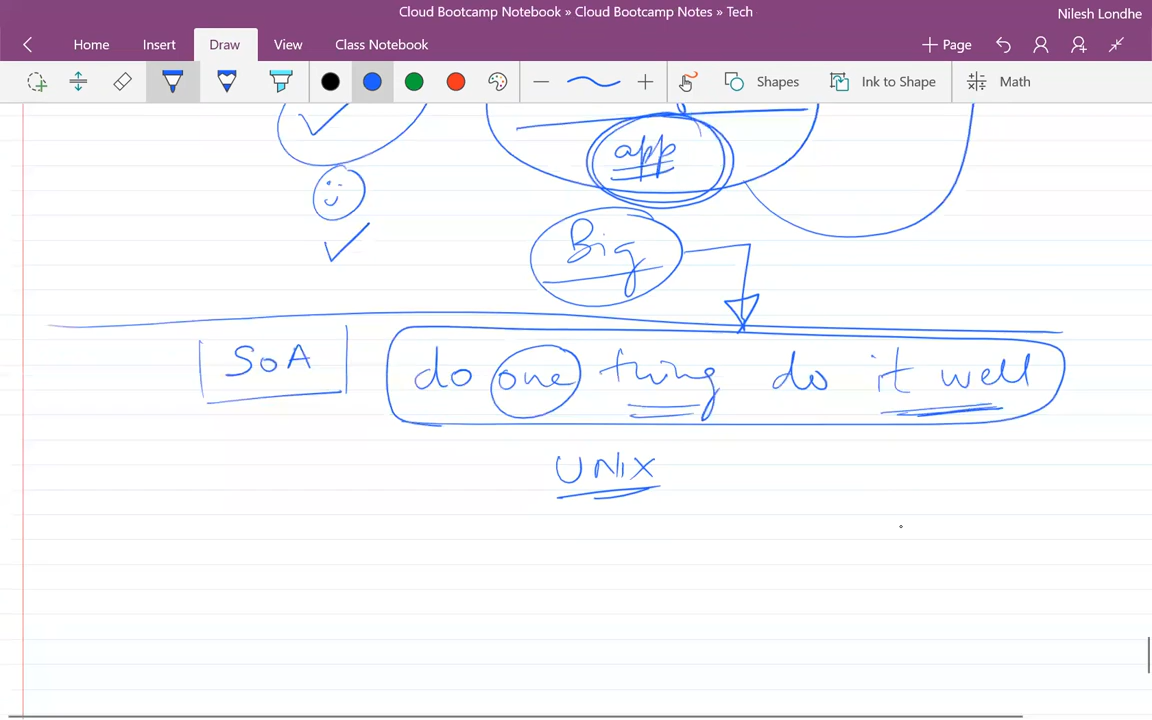 Cloud Bootcamp Notebook » Cloud Bootcamp Notes » Tech
Nilesh Londhe
Home Insert Draw View Class Notebook
Page
Shapes Ink to Shape Math
app
Big
SOA do one thing do it well
UNIX